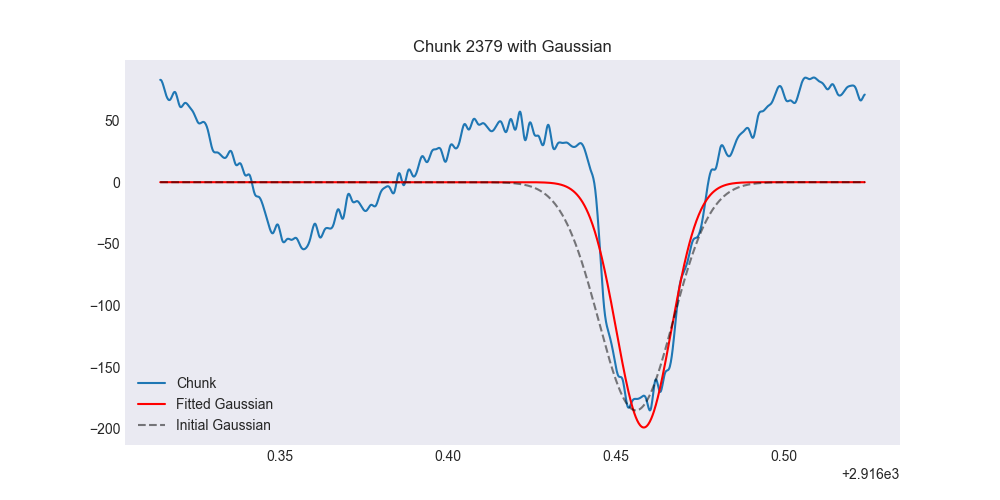 Chunk 2379 with Gaussian
50
0
−50
−100
−150
−200
Chunk
Fitted Gaussian
Initial Gaussian
0.35 0.40 0.45 0.50
+2.916e3